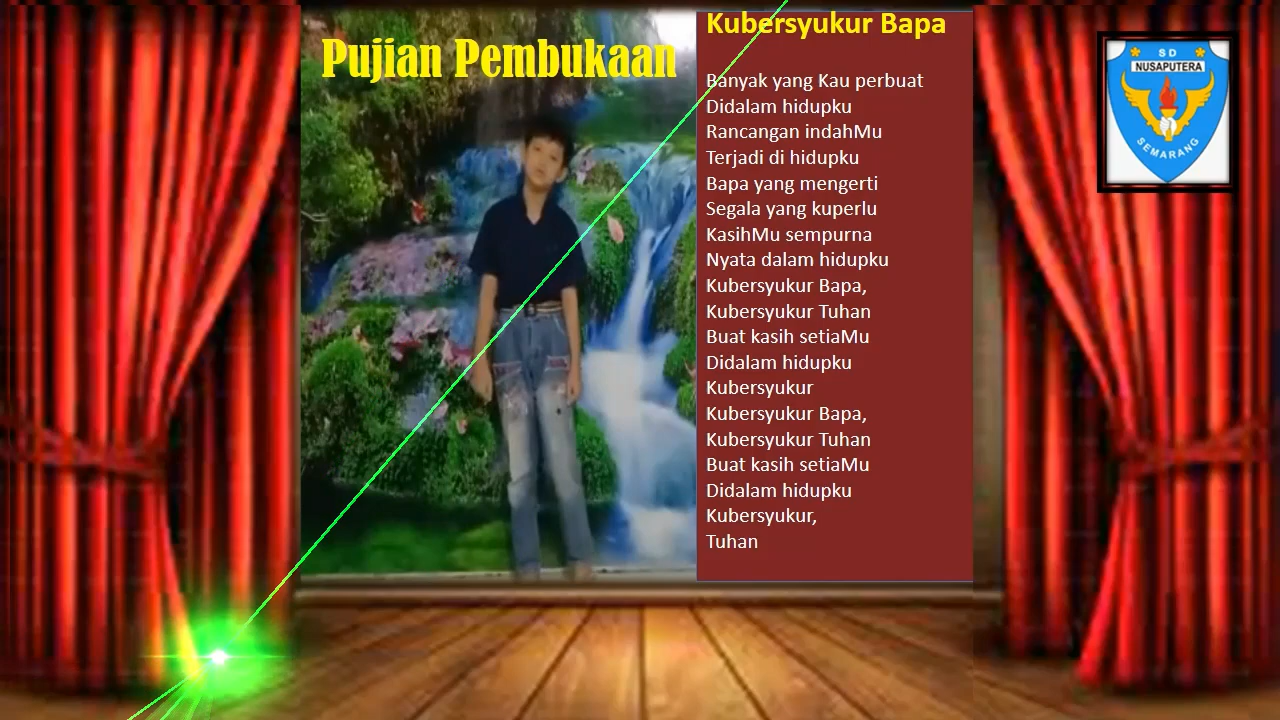 Pujian Pembukaan
Kubersyukur Bapa
Banyak yang Kau perbuat
Didalam hidupku
Rancangan indahMu
Terjadi di hidupku
Bapa yang mengerti
Segala yang kuperlu
KasihMu sempurna
Nyata dalam hidupku
Kubersyukur Bapa,
Kubersyukur Tuhan
Buat kasih setiaMu
Didalam hidupku
Kubersyukur
Kubersyukur Bapa,
Kubersyukur Tuhan
Buat kasih setiaMu
Didalam hidupku
Kubersyukur,
Tuhan
SD
NUSAPUTERA
SEMARANG